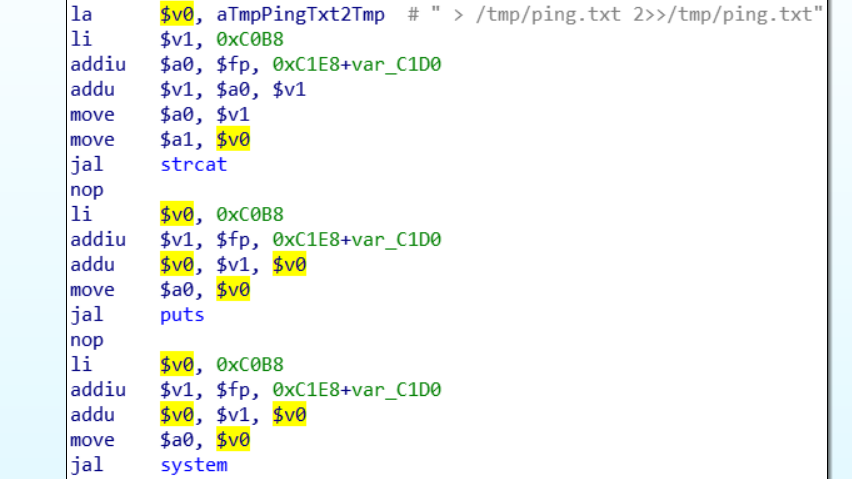 la $v0, aTmpPingTxt2Tmp # " > /tmp/ping.txt 2>>/tmp/ping.txt"
li $v1, 0xC0B8
addiu $a0, $fp, 0xC1E8+var_C1D0
addu $v1, $a0, $v1
move $a0, $v1
move $a1, $v0
jal strcat
nop
li $v0, 0xC0B8
addiu $v1, $fp, 0xC1E8+var_C1D0
addu $v0, $v1, $v0
move $a0, $v0
jal puts
nop
li $v0, 0xC0B8
addiu $v1, $fp, 0xC1E8+var_C1D0
addu $v0, $v1, $v0
move $a0, $v0
jal system